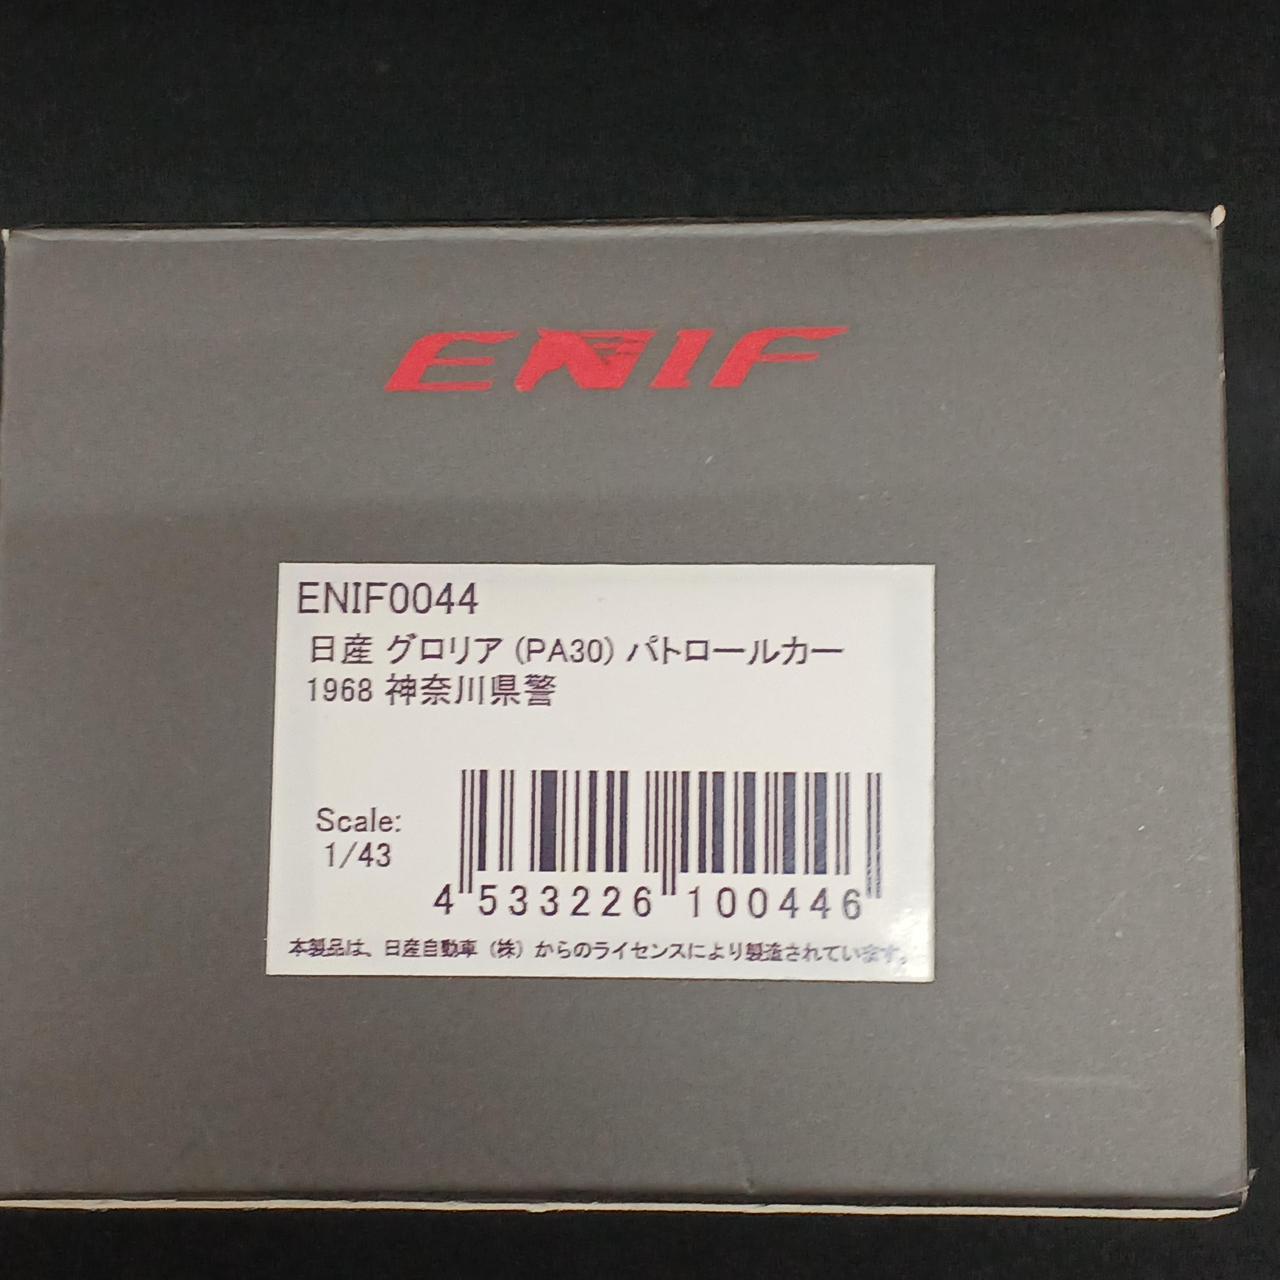 ENIF
ENIF0044
日産 グロリア (PA30) パトロールカー
1968 神奈川県警
Scale:
1/43
4 533226 100446
本製品は、日産自動車（株）からのライセンスにより製造されています。